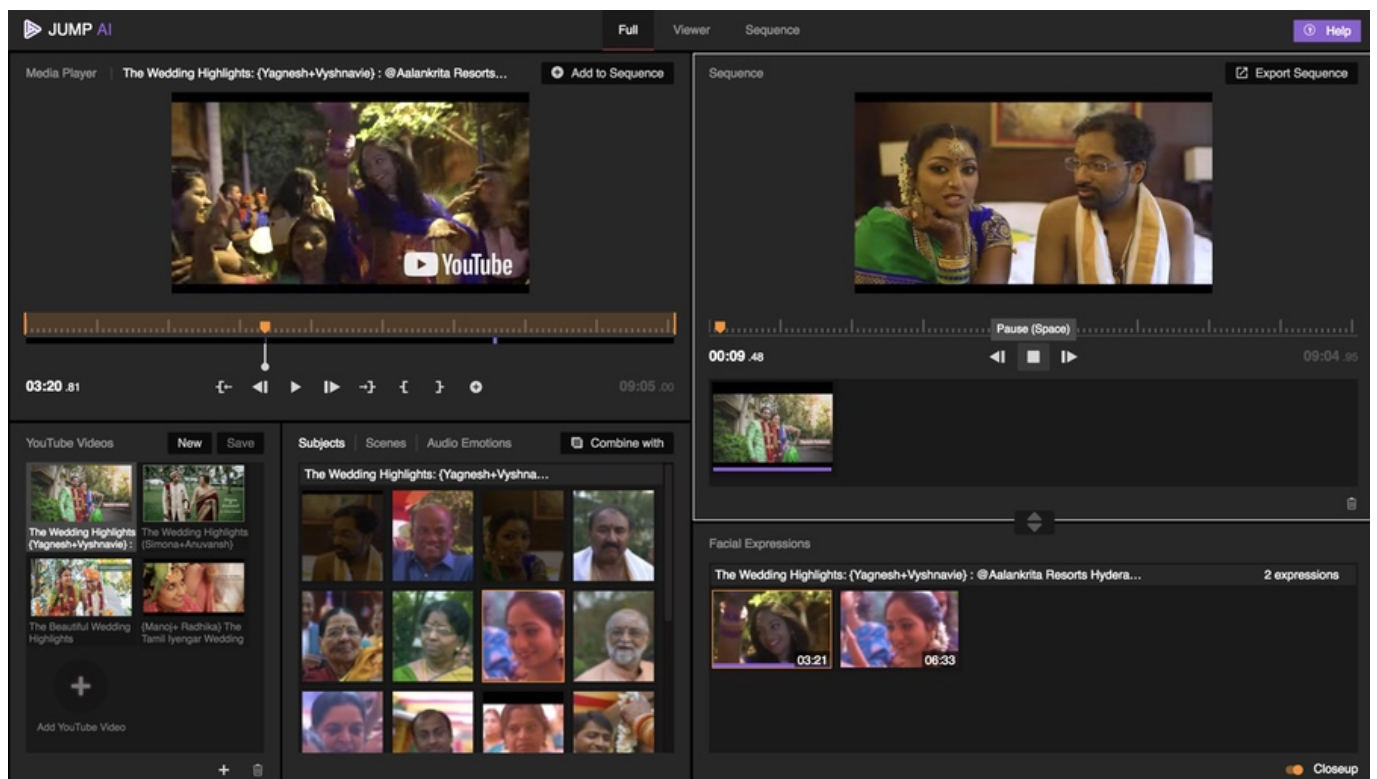 JUMP AI
Full
Viewer
Sequence
Help
Media Player
The Wedding Highlights: {Yagnesh+Vyshnavie} : @Aalankrita Resorts...
Add to Sequence
YouTube
03:20 .81
09:05 .00
Sequence
Export Sequence
Pause (Space)
00:09 .48
09:04 .95
YouTube Videos
New
Save
The Wedding Highlights
{Yagnesh+Vyshnavie} :
The Wedding Highlights
(Simona+Anuvansh)
The Beautiful Wedding
Highlights
{Manoj+ Radhika} The
Tamil Iyengar Wedding
Add YouTube Video
Subjects
Scenes
Audio Emotions
Combine with
The Wedding Highlights: {Yagnesh+Vyshna...
Facial Expressions
The Wedding Highlights: {Yagnesh+Vyshnavie} : @Aalankrita Resorts Hydera...
2 expressions
03:21
06:33
Closeup